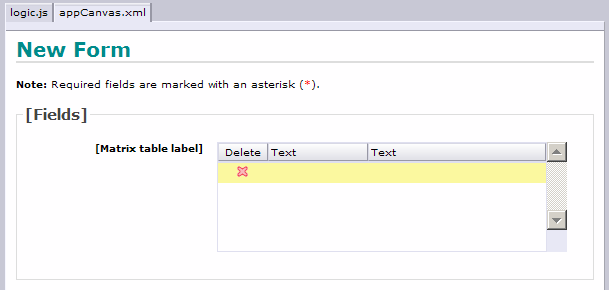 logic.js appCanvas.xml
New Form
Note: Required fields are marked with an asterisk (*).
[Fields]
[Matrix table label] Delete Text Text